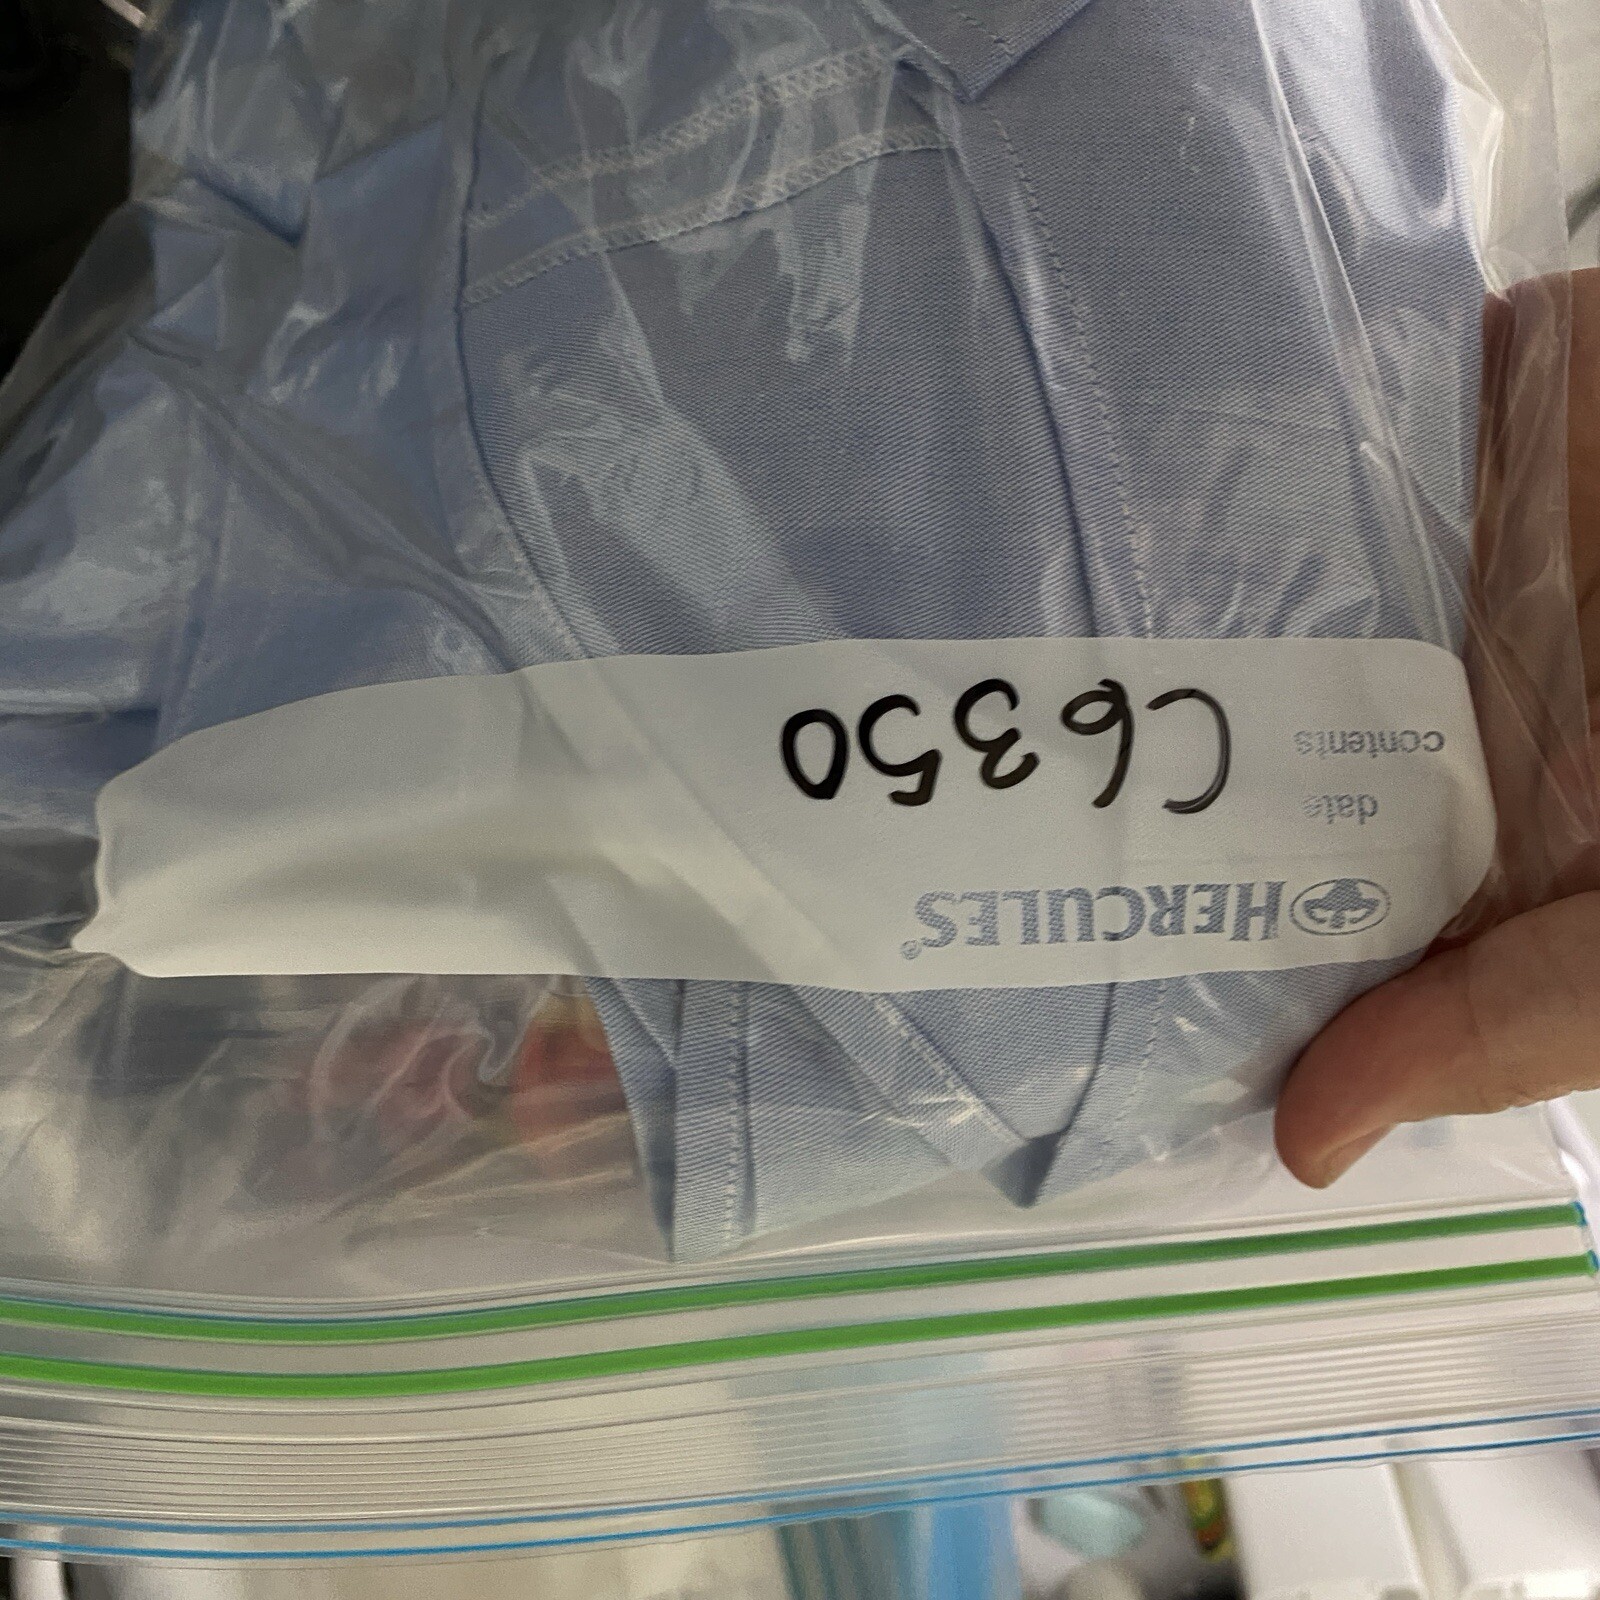 HERCULES®
date
contents C6350